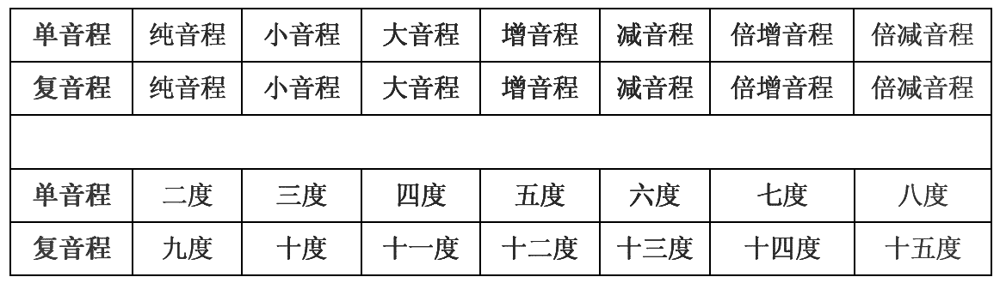 单音程 纯音程 小音程 大音程 增音程 减音程 倍增音程 倍减音程
复音程 纯音程 小音程 大音程 增音程 减音程 倍增音程 倍减音程
单音程 二度 三度 四度 五度 六度 七度 八度
复音程 九度 十度 十一度 十二度 十三度 十四度 十五度